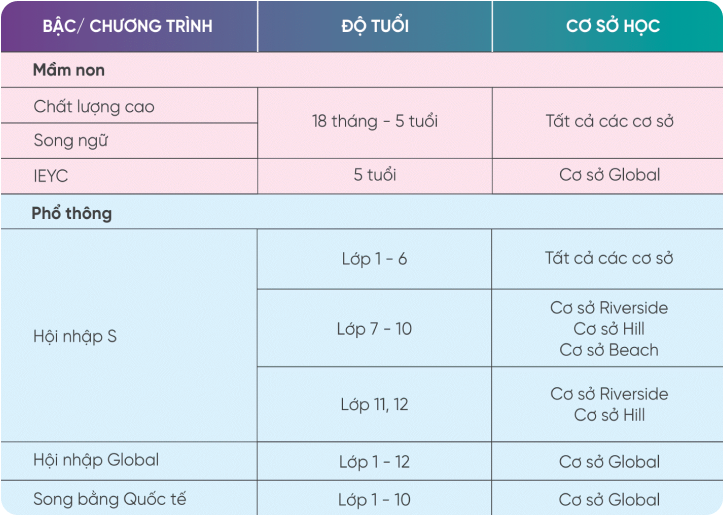 BẬC/ CHƯƠNG TRÌNH
ĐỘ TUỔI
CƠ SỞ HỌC
Mầm non
Chất lượng cao
Song ngữ
18 tháng - 5 tuổi
Tất cả các cơ sở
IEYC
5 tuổi
Cơ sở Global
Phổ thông
Hội nhập S
Lớp 1 - 6
Tất cả các cơ sở
Lớp 7 - 10
Cơ sở Riverside
Cơ sở Hill
Cơ sở Beach
Lớp 11, 12
Cơ sở Riverside
Cơ sở Hill
Hội nhập Global
Lớp 1 - 12
Cơ sở Global
Song bằng Quốc tế
Lớp 1 - 10
Cơ sở Global